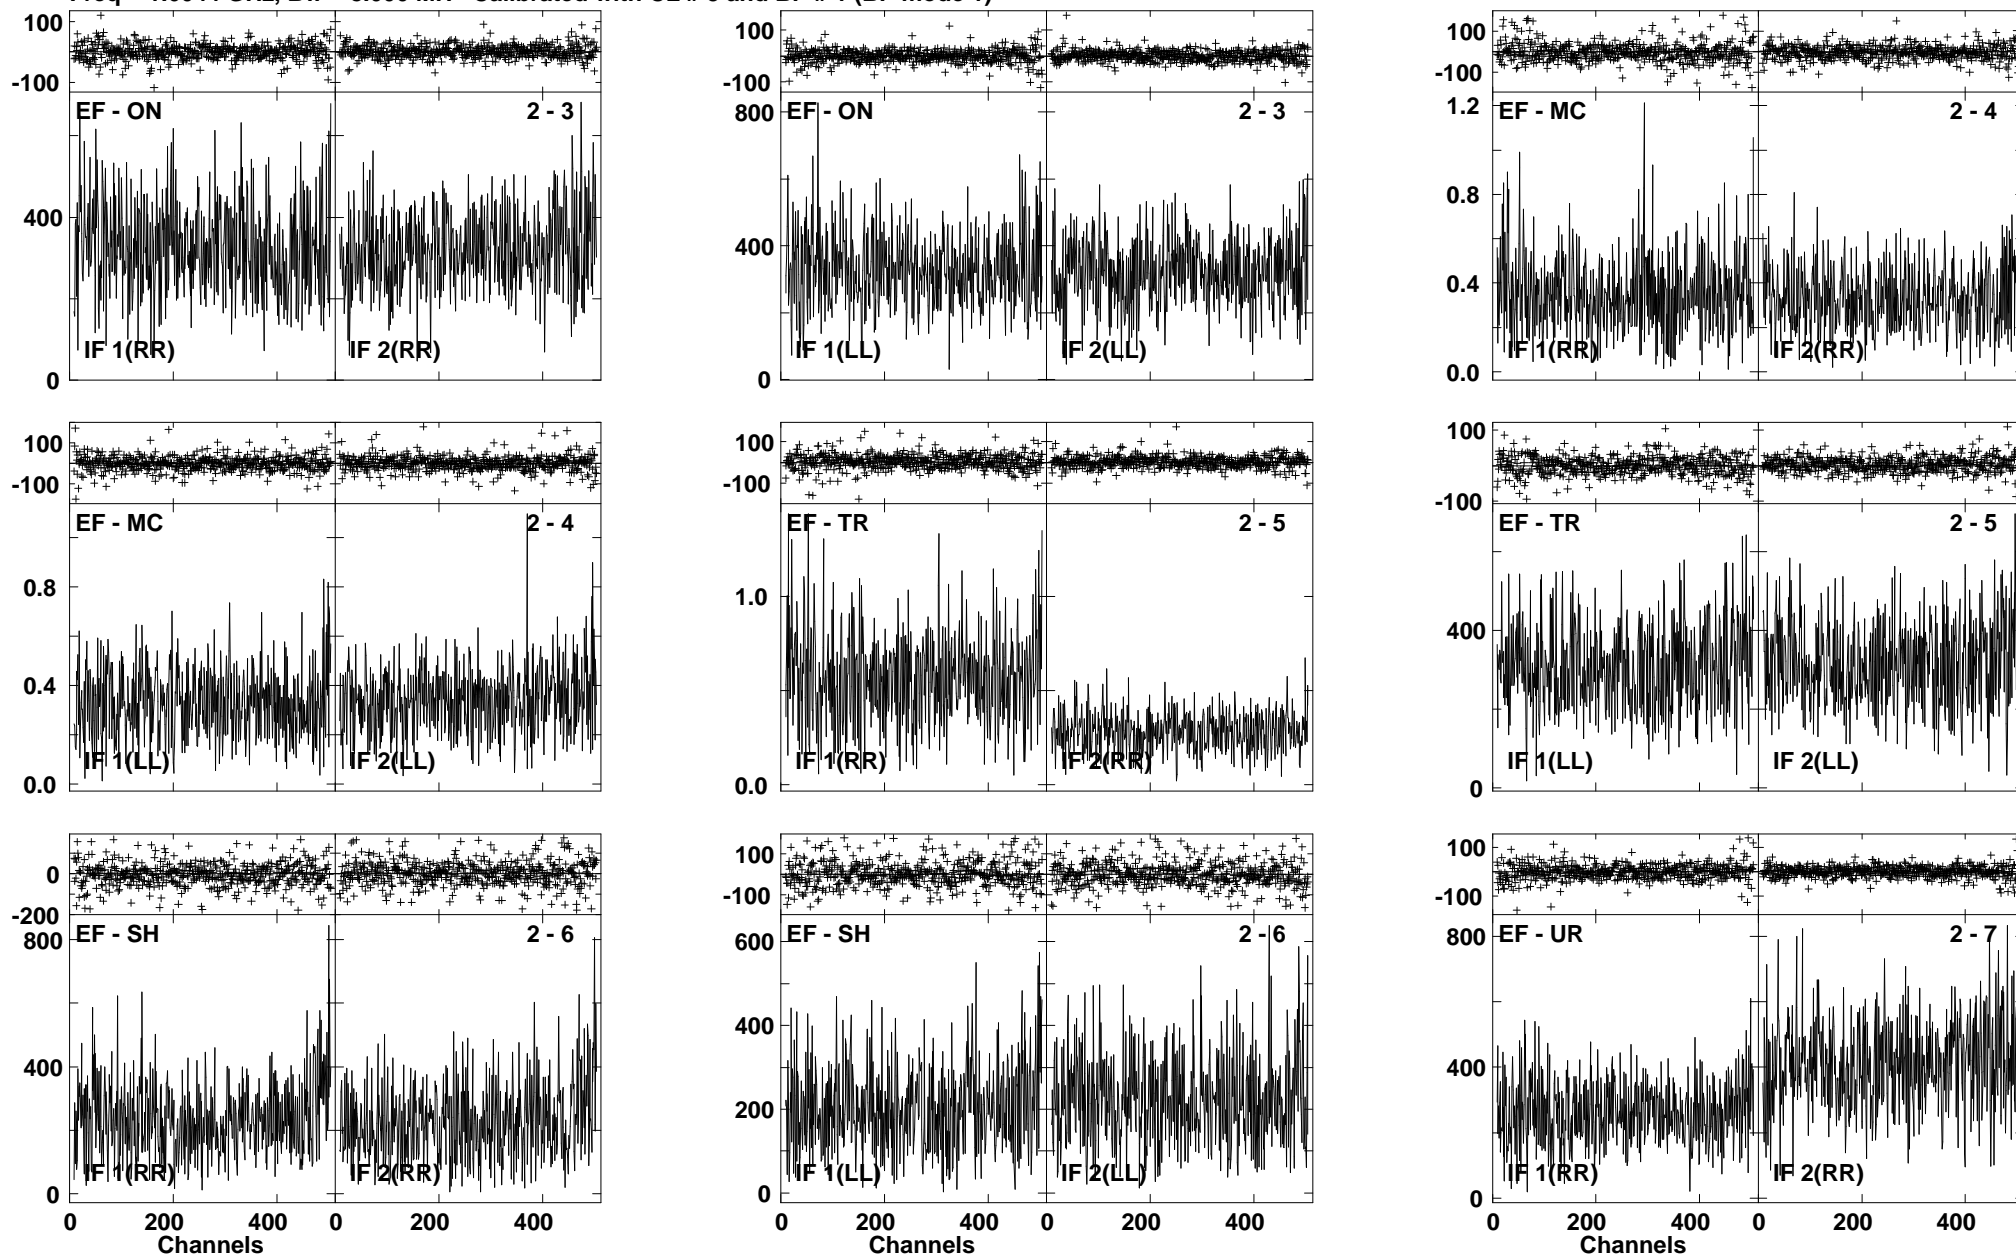 100
-100
EF - ON 2 - 3
400
0
IF 1(RR) IF 2(RR)
100
-100
EF - ON 2 - 3
800
400
0
IF 1(LL) IF 2(LL)
100
-100
EF - MC 2 - 4
1.2
0.8
0.4
0.0
IF 1(RR) IF 2(RR)
100
-100
EF - MC 2 - 4
0.8
0.4
0.0
IF 1(LL) IF 2(LL)
100
-100
EF - TR 2 - 5
1.0
0.0
IF 1(RR) IF 2(RR)
100
-100
EF - TR 2 - 5
400
0
IF 1(LL) IF 2(LL)
0
-200
EF - SH 2 - 6
800
400
0
IF 1(RR) IF 2(RR)
0 200 400 0 200 400
Channels
100
-100
EF - SH 2 - 6
600
400
200
0
IF 1(LL) IF 2(LL)
0 200 400 0 200 400
Channels
100
-100
EF - UR 2 - 7
800
400
0
IF 1(RR) IF 2(RR)
0 200 400 0 200 400
Channels